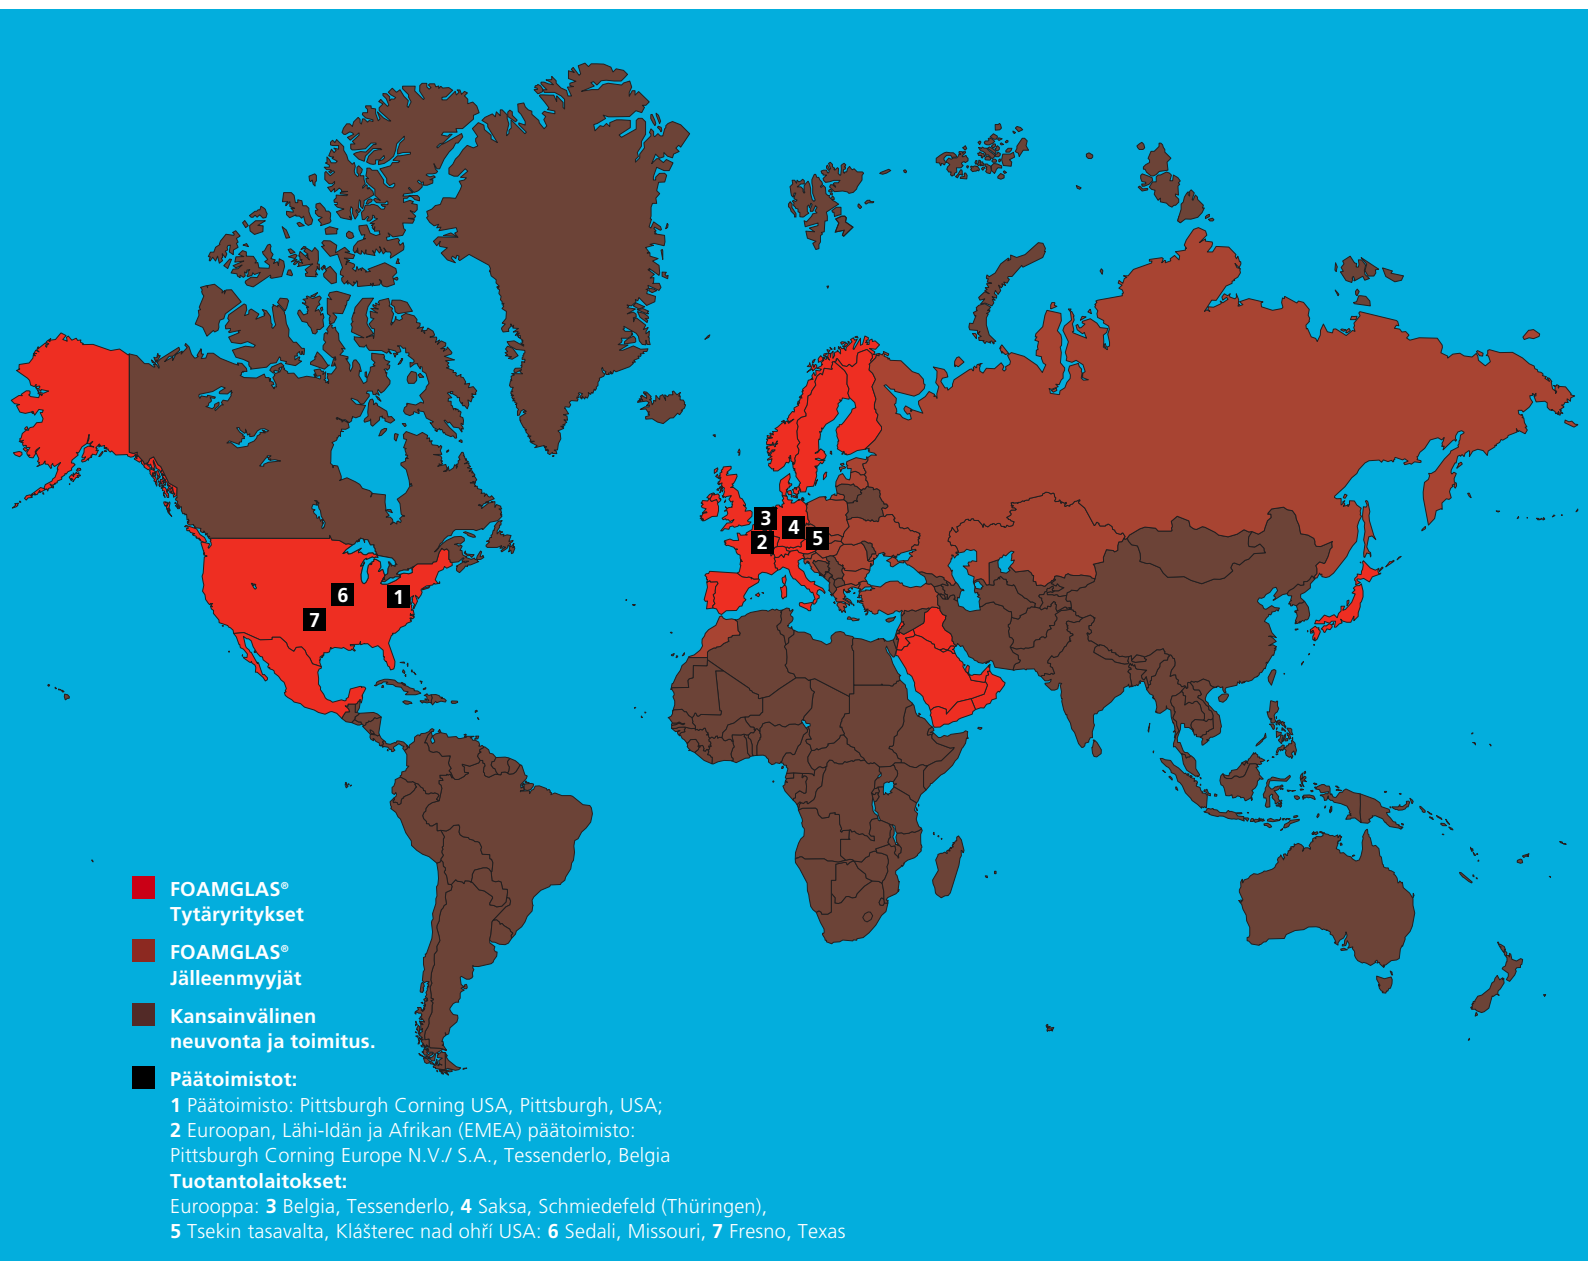 3
4
2
5
6
1
7
FOAMGLAS®
Tytäryritykset
FOAMGLAS®
Jälleenmyyjät
Kansainvälinen
neuvonta ja toimitus.
Päätoimistot:
1 Päätoimisto: Pittsburgh Corning USA, Pittsburgh, USA;
2 Euroopan, Lähi-Idän ja Afrikan (EMEA) päätoimisto:
Pittsburgh Corning Europe N.V./ S.A., Tessenderlo, Belgia
Tuotantolaitokset:
Eurooppa: 3 Belgia, Tessenderlo, 4 Saksa, Schmiedefeld (Thüringen),
5 Tsekin tasavalta, Klášterec nad ohří USA: 6 Sedali, Missouri, 7 Fresno, Texas